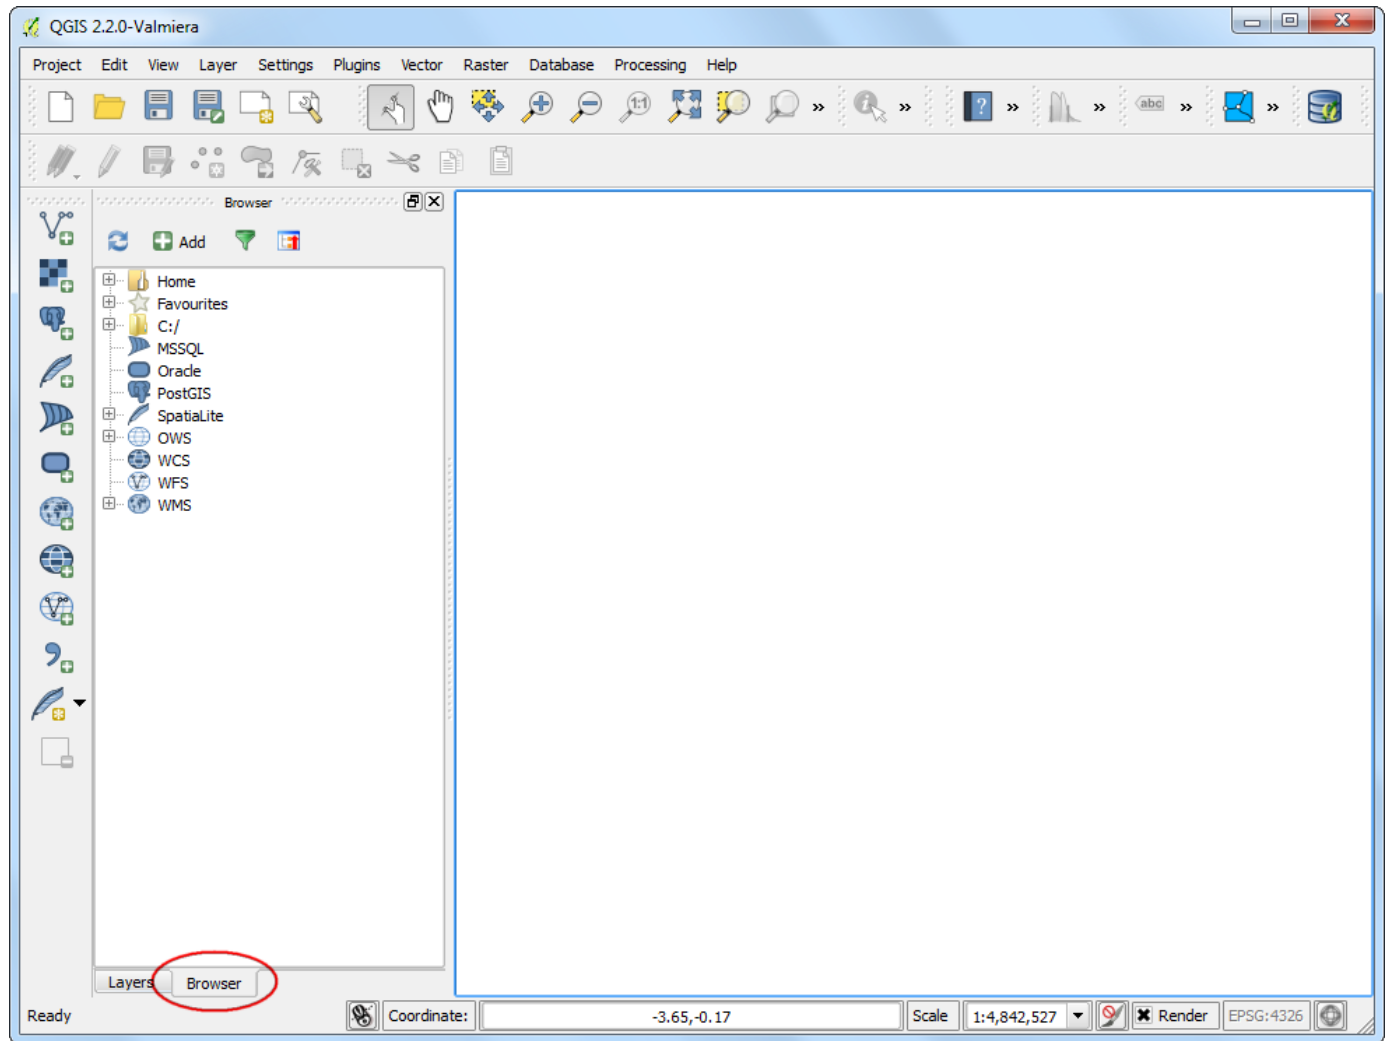 QGIS 2.2.0-Valmiera
Project Edit View Layer Settings Plugins Vector Raster Database Processing Help
1:1 » » ? » » abc » »
Browser
Add
Home
Favourites
C:/
MSSQL
Oracle
PostGIS
SpatiaLite
OWS
WCS
WFS
WMS
Layers Browser
Ready Coordinate: -3.65,-0.17 Scale 1:4,842,527 Render EPSG:4326